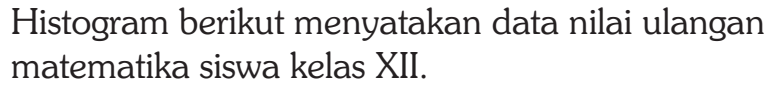 Histogram berikut menyatakan data nilai ulangan
matematika siswa kelas XII.